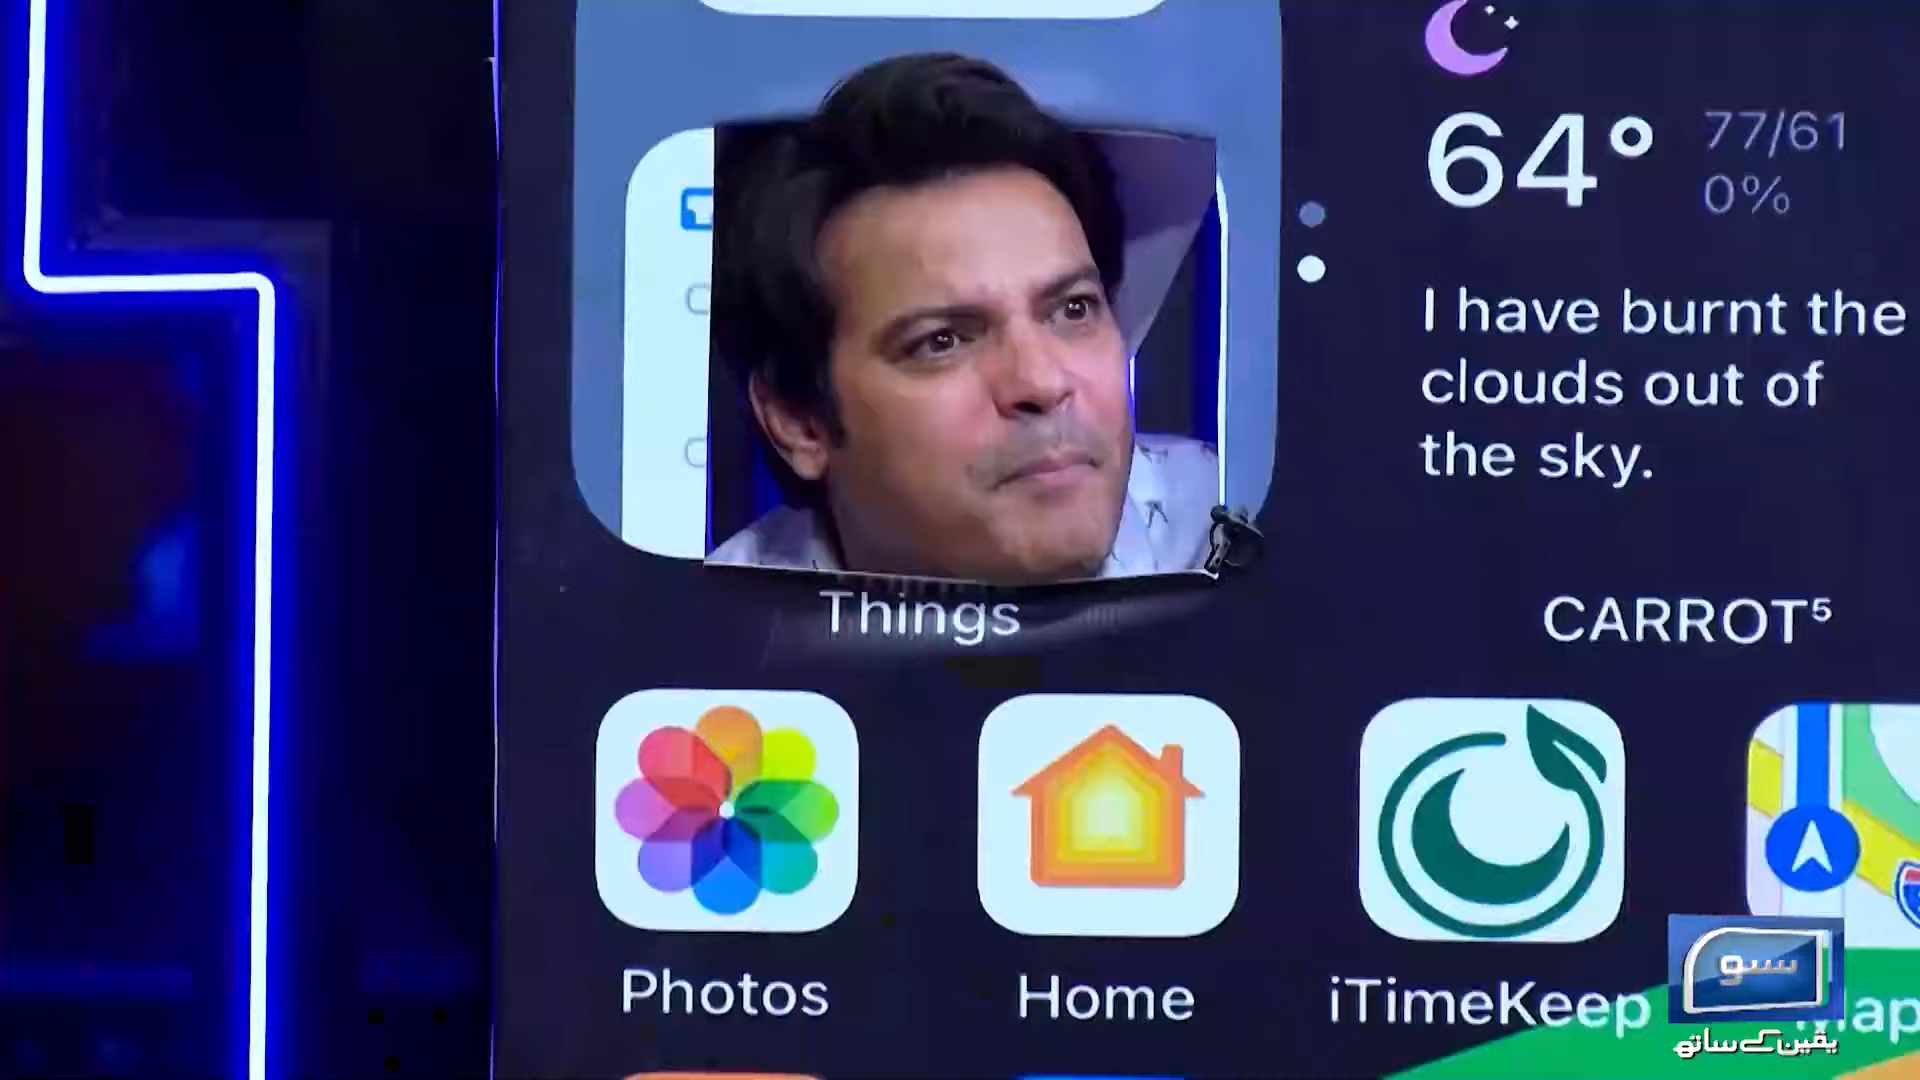 64°
77/61
0%
I have burnt the
clouds out of
the sky.
Things
CARROT⁵
Photos
Home
iTimeKeep
Map
سو
یقین کے ساتھ